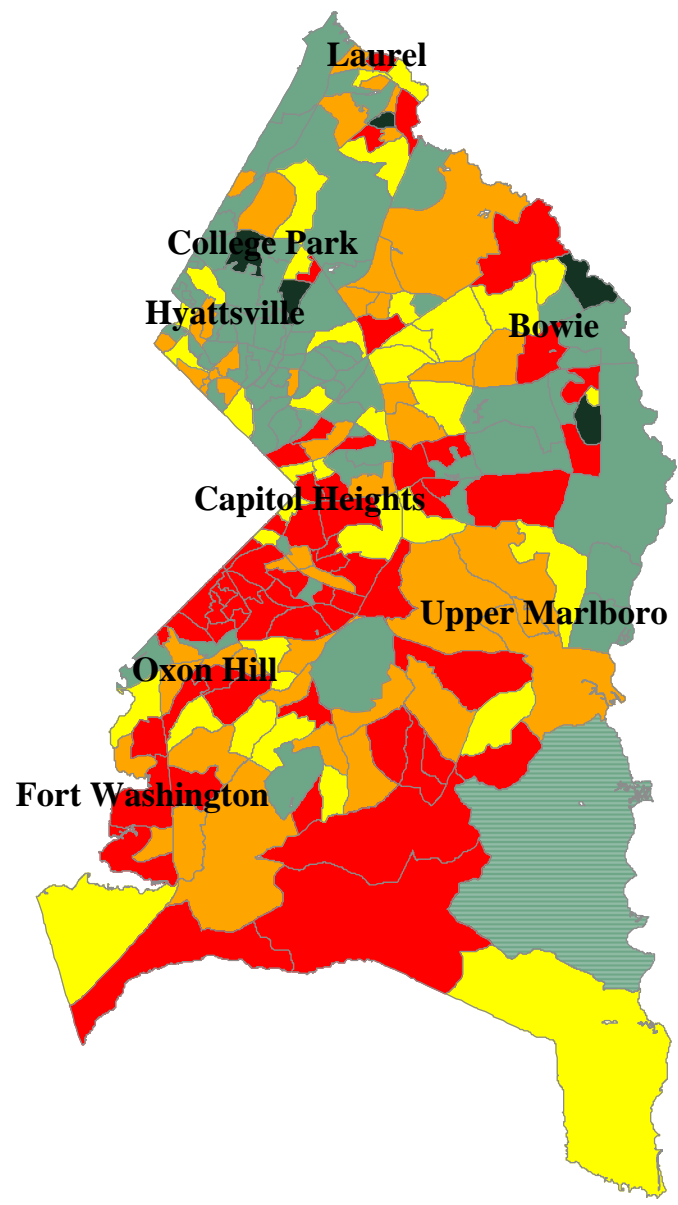 Laurel
College Park
Hyattsville
Bowie
Capitol Heights
Upper Marlboro
Oxon Hill
Fort Washington